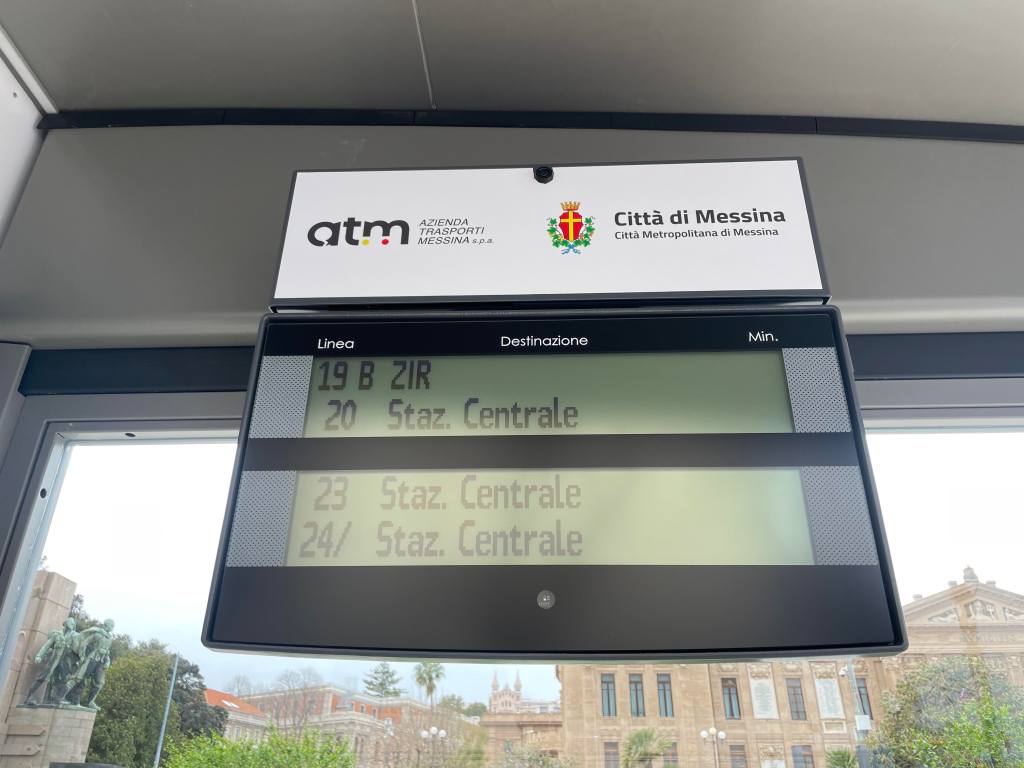 atm
AZIENDA
TRASPORTI
MESSINA s.p.a.
Città di Messina
Città Metropolitana di Messina
Linea Destinazione Min.
19 B ZIR
20 Staz. Centrale
23 Staz. Centrale
24/ Staz. Centrale